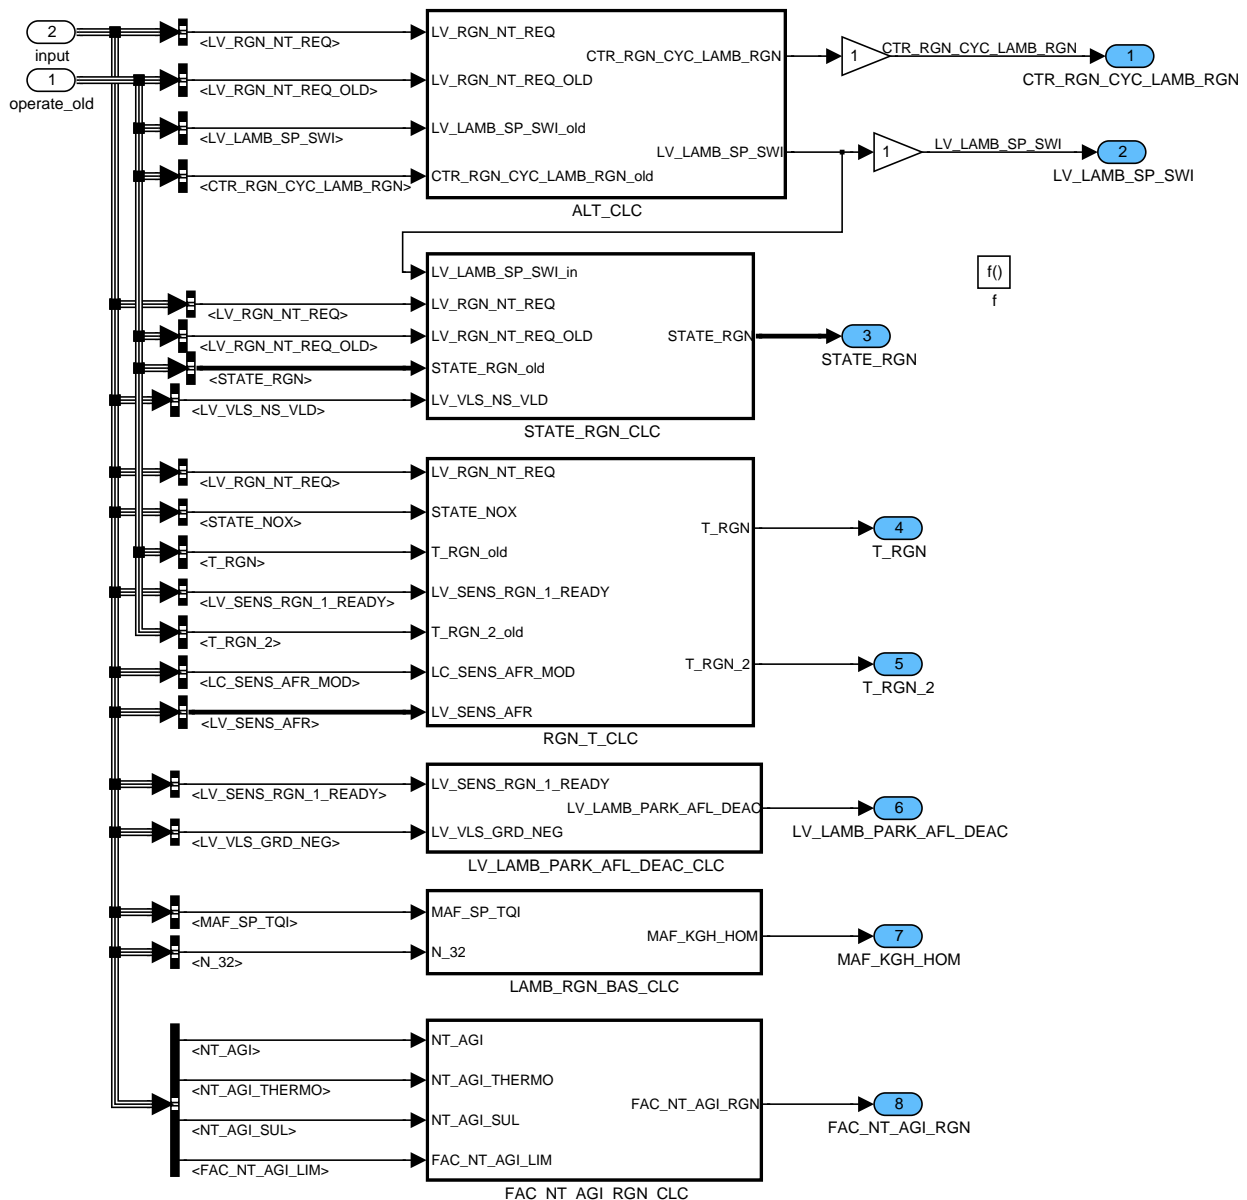 2
input
1
operate_old
<LV_RGN_NT_REQ>
<LV_RGN_NT_REQ_OLD>
<LV_LAMB_SP_SWI>
<CTR_RGN_CYC_LAMB_RGN>
LV_RGN_NT_REQ
LV_RGN_NT_REQ_OLD
LV_LAMB_SP_SWI_old
CTR_RGN_CYC_LAMB_RGN_old
CTR_RGN_CYC_LAMB_RGN
LV_LAMB_SP_SWI
ALT_CLC
1
CTR_RGN_CYC_LAMB_RGN
1
CTR_RGN_CYC_LAMB_RGN
1
LV_LAMB_SP_SWI
2
LV_LAMB_SP_SWI
f()
f
<LV_RGN_NT_REQ>
<LV_RGN_NT_REQ_OLD>
<STATE_RGN>
<LV_VLS_NS_VLD>
LV_LAMB_SP_SWI_in
LV_RGN_NT_REQ
LV_RGN_NT_REQ_OLD
STATE_RGN_old
LV_VLS_NS_VLD
STATE_RGN
STATE_RGN_CLC
3
STATE_RGN
<LV_RGN_NT_REQ>
<STATE_NOX>
<T_RGN>
<LV_SENS_RGN_1_READY>
<T_RGN_2>
<LC_SENS_AFR_MOD>
<LV_SENS_AFR>
LV_RGN_NT_REQ
STATE_NOX
T_RGN_old
LV_SENS_RGN_1_READY
T_RGN_2_old
LC_SENS_AFR_MOD
LV_SENS_AFR
T_RGN
T_RGN_2
RGN_T_CLC
4
T_RGN
5
T_RGN_2
<LV_SENS_RGN_1_READY>
<LV_VLS_GRD_NEG>
LV_SENS_RGN_1_READY
LV_VLS_GRD_NEG
LV_LAMB_PARK_AFL_DEAC
LV_LAMB_PARK_AFL_DEAC_CLC
6
LV_LAMB_PARK_AFL_DEAC
<MAF_SP_TQI>
<N_32>
MAF_SP_TQI
N_32
MAF_KGH_HOM
LAMB_RGN_BAS_CLC
7
MAF_KGH_HOM
<NT_AGI>
<NT_AGI_THERMO>
<NT_AGI_SUL>
<FAC_NT_AGI_LIM>
NT_AGI
NT_AGI_THERMO
NT_AGI_SUL
FAC_NT_AGI_LIM
FAC_NT_AGI_RGN
FAC_NT_AGI_RGN_CLC
8
FAC_NT_AGI_RGN